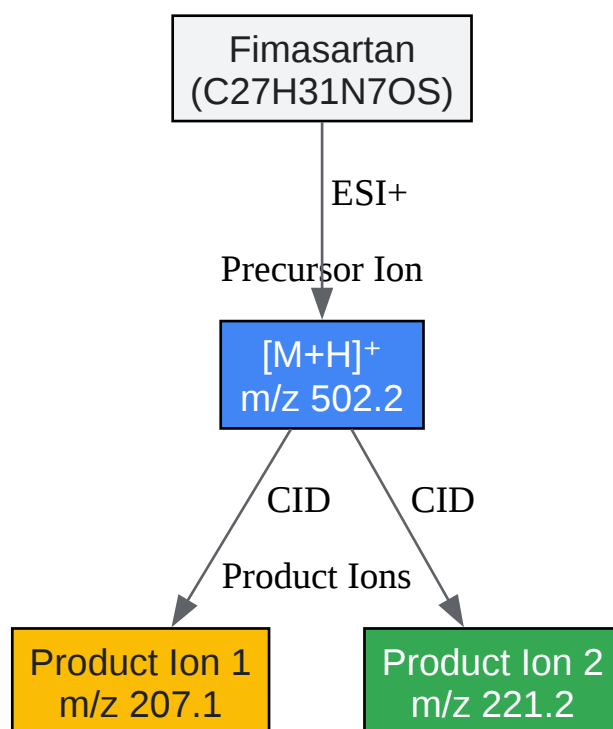 Fimasartan
(C27H31N7OS)
ESI+
Precursor Ion
[M+H]⁺
m/z 502.2
CID
CID
Product Ions
Product Ion 1
m/z 207.1
Product Ion 2
m/z 221.2